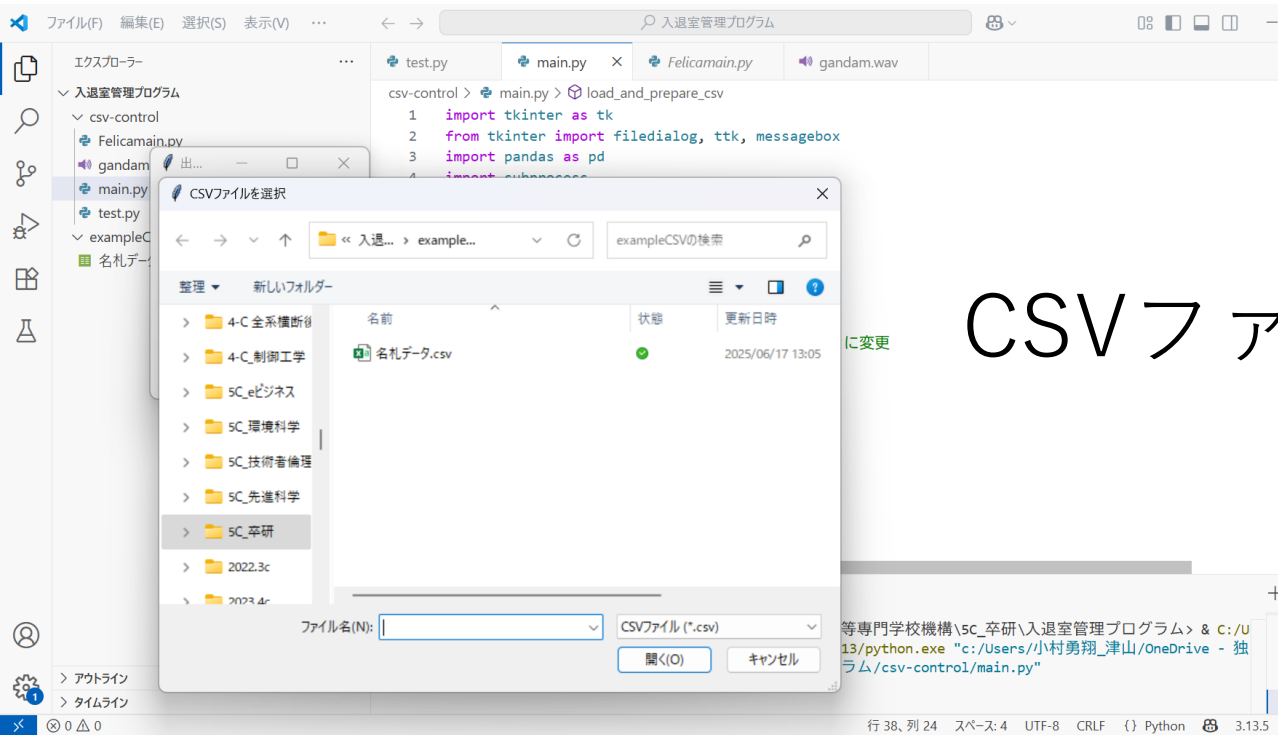 ファイル(F) 編集(E) 選択(S) 表示(V) ···
入退室管理プログラム
エクスプローラー ···
test.py
main.py
Felicamain.py
gandam.wav
入退室管理プログラム
csv-control
Felicamain.py
gandam
main.py
test.py
exampleC
名札デー
csv-control > main.py > load_and_prepare_csv
1 import tkinter as tk
2 from tkinter import filedialog, ttk, messagebox
3 import pandas as pd
4 import subprocess
に変更
出...
CSVファイルを選択
« 入退... › example...
exampleCSVの検索
整理 新しいフォルダー
4-C 全系横断
4-C_制御工学
5C_eビジネス
5C_環境科学
5C_技術者倫理
5C_先進科学
5C_卒研
2022.3c
2023.4c
名前 状態 更新日時
名札データ.csv 2025/06/17 13:05
ファイル名(N): CSVファイル (*.csv)
開く(O) キャンセル
CSVファ
等専門学校機構\5C_卒研\入退室管理プログラム> & C:/U
13/python.exe "c:/Users/小村勇翔_津山/OneDrive - 独
ラム/csv-control/main.py"
アウトライン
タイムライン
1
0 0
行 38、列 24 スペース: 4 UTF-8 CRLF {} Python 3.13.5